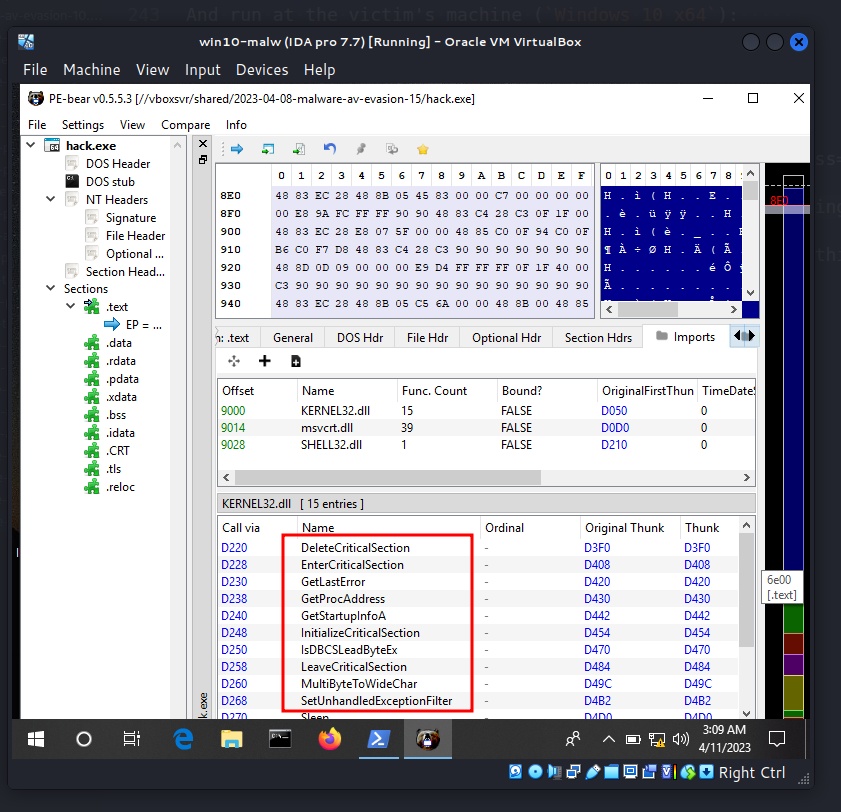 243 And run at the victim's machine (`Windows 10 x64`):
win10-malw (IDA pro 7.7) [Running] - Oracle VM VirtualBox
File Machine View Input Devices Help
PE-bear v0.5.5.3 [//vboxsvr/shared/2023-04-08-malware-av-evasion-15/hack.exe]
File Settings View Compare Info
hack.exe
DOS Header
DOS stub
NT Headers
Signature
File Header
Optional ...
Section Head...
Sections
.text
EP = ...
.data
.rdata
.pdata
.xdata
.bss
.idata
.CRT
.tls
.reloc
0 1 2 3 4 5 6 7 8 9 A B C D E F
8E0 48 83 EC 28 48 8B 05 45 83 00 00 C7 00 00 00 00
8F0 00 E8 9A FC FF FF 90 90 48 83 C4 28 C3 0F 1F 00
900 48 83 EC 28 E8 07 5F 00 00 48 85 C0 0F 94 C0 0F
910 B6 C0 F7 D8 48 83 C4 28 C3 90 90 90 90 90 90 90
920 48 8D 0D 09 00 00 00 E9 D4 FF FF FF 0F 1F 40 00
930 C3 90 90 90 90 90 90 90 90 90 90 90 90 90 90 90
940 48 83 EC 28 48 8B 05 C5 6A 00 00 48 8B 00 48 85
0 1 2 3 4 5 6 7 8
H . ì ( H . . E .
. è . ü ÿ ÿ . . H
H . ì ( è . _ . .
¶ À ÷ Ø H . Ä ( Ã
H . . . . . . é Ô
Ã . . . . . . . .
8E0
n: .text General DOS Hdr File Hdr Optional Hdr Section Hdrs Imports
Offset Name Func. Count Bound? OriginalFirstThun TimeDateS
9000 KERNEL32.dll 15 FALSE D050 0
9014 msvcrt.dll 39 FALSE D0D0 0
9028 SHELL32.dll 1 FALSE D210 0
KERNEL32.dll [ 15 entries ]
Call via Name Ordinal Original Thunk Thunk
D220 DeleteCriticalSection - D3F0 D3F0
D228 EnterCriticalSection - D408 D408
D230 GetLastError - D420 D420
D238 GetProcAddress - D430 D430
D240 GetStartupInfoA - D442 D442
D248 InitializeCriticalSection - D454 D454
D250 IsDBCSLeadByteEx - D470 D470
D258 LeaveCriticalSection - D484 D484
D260 MultiByteToWideChar - D49C D49C
D268 SetUnhandledExceptionFilter - D4B2 D4B2
D270 Sleep - D4D0 D4D0
6e00
[.text]
k.exe
3:09 AM
4/11/2023
Right Ctrl